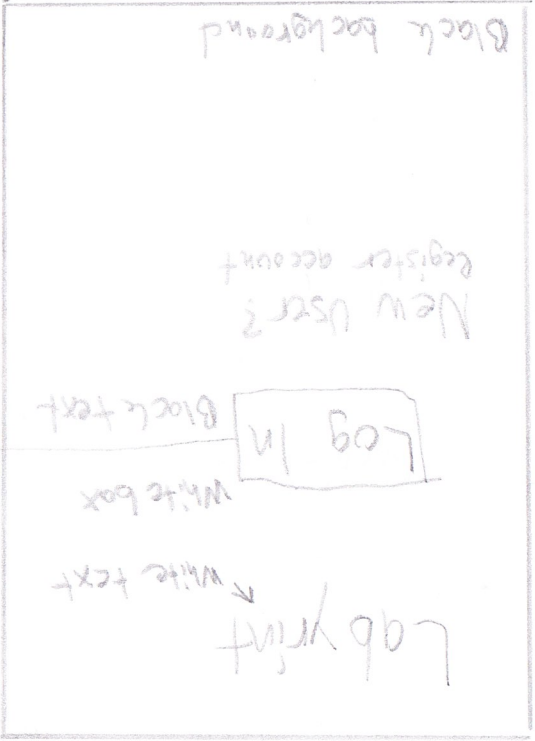 Labyrint
White text
White box
Log In
Black text
New User?
Register account
Black background